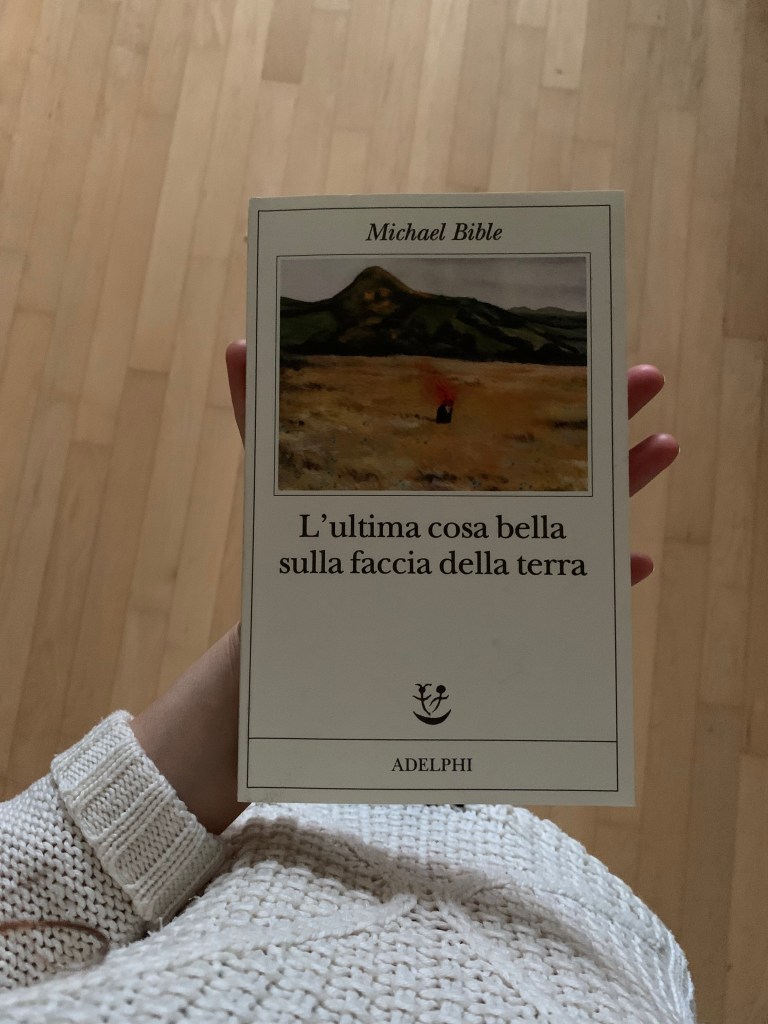 Michael Bible
L’ultima cosa bella
sulla faccia della terra
ADELPHI